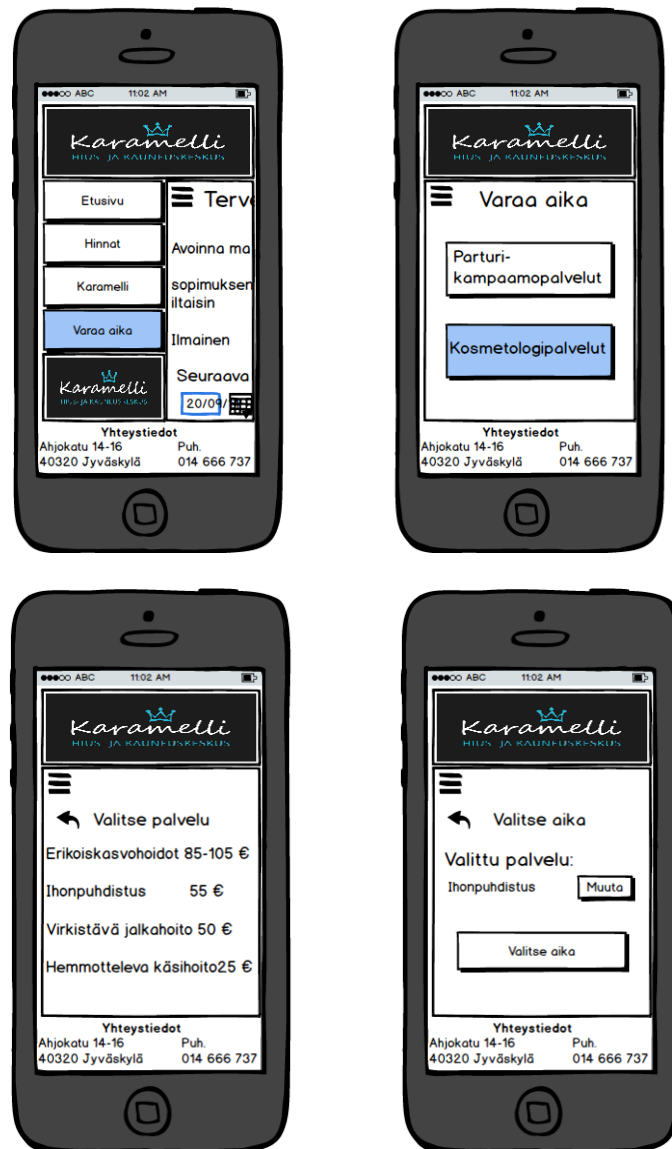 ABC 11:02 AM
Karamelli
HIUS- JA KAUNEUSKESKUS
Etusivu
Hinnat
Karamelli
Varaa aika
Karamelli
HIUS- JA KAUNEUSKESKUS
Terve
Avoinna ma
sopimuksen
iltaisin
Ilmainen
Seuraava
20/09/
Yhteystiedot
Ahjokatu 14-16 Puh.
40320 Jyväskylä 014 666 737
ABC 11:02 AM
Karamelli
HIUS- JA KAUNEUSKESKUS
Varaa aika
Parturi-
kampaamopalvelut
Kosmetologipalvelut
Yhteystiedot
Ahjokatu 14-16 Puh.
40320 Jyväskylä 014 666 737
ABC 11:02 AM
Karamelli
HIUS- JA KAUNEUSKESKUS
Valitse palvelu
Erikoiskasvohoidot 85-105 €
Ihonpuhdistus 55 €
Virkistävä jalkahoito 50 €
Hemmotteleva käsihoito25 €
Yhteystiedot
Ahjokatu 14-16 Puh.
40320 Jyväskylä 014 666 737
ABC 11:02 AM
Karamelli
HIUS- JA KAUNEUSKESKUS
Valitse aika
Valittu palvelu:
Ihonpuhdistus Muuta
Valitse aika
Yhteystiedot
Ahjokatu 14-16 Puh.
40320 Jyväskylä 014 666 737